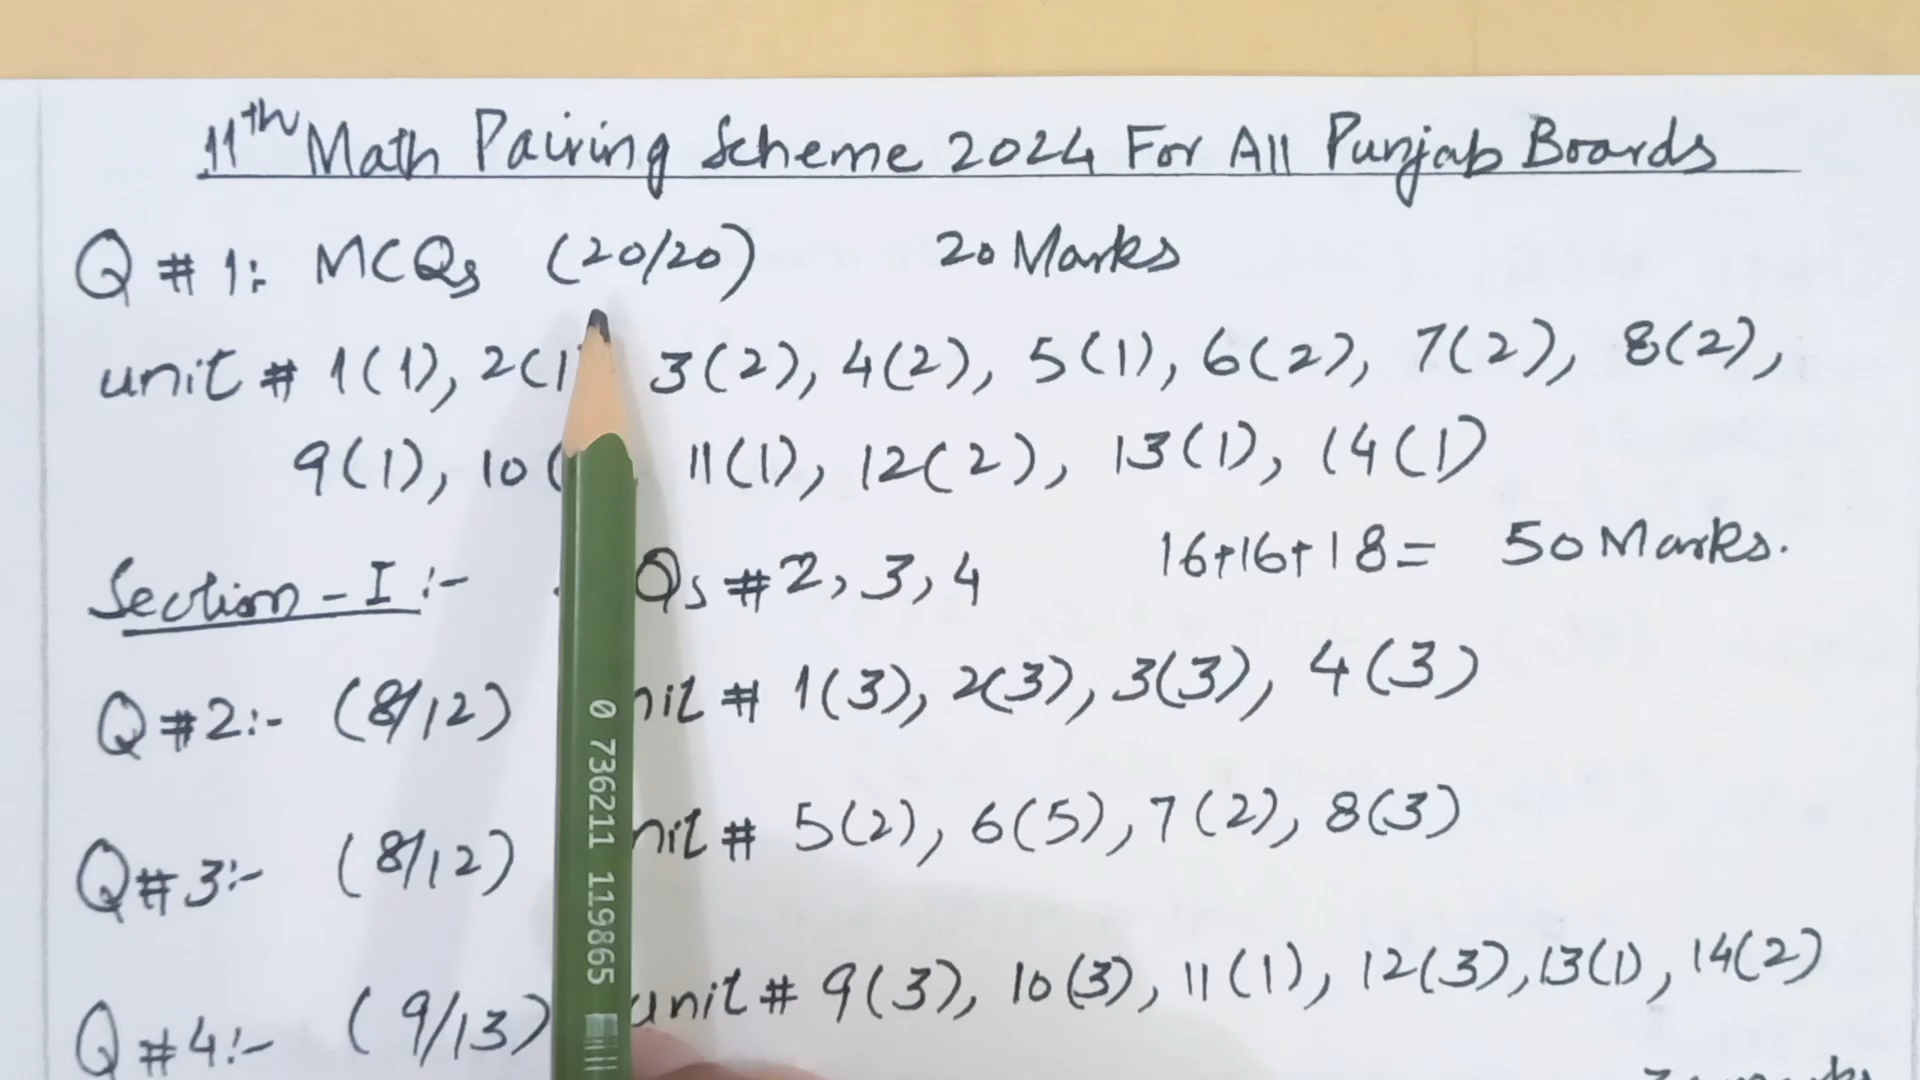 11th Math Pairing Scheme 2024 For All Punjab Boards
Q # 1: MCQs (20/20) 20 Marks
unit # 1(1), 2(1 3(2), 4(2), 5(1), 6(2), 7(2), 8(2),
9(1), 10( 11(1), 12(2), 13(1), 14(1)
Section - I :- Qs # 2, 3, 4 16+16+18= 50 Marks.
Q #2:- (8/12) nit # 1(3), 2(3), 3(3), 4(3)
Q#3:- (8/12) nit # 5(2), 6(5), 7(2), 8(3)
Q #4:- (9/13) unit # 9(3), 10(3), 11(1), 12(3), 13(1), 14(2)
0 736211 119865